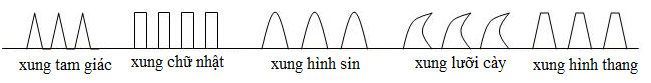 xung tam giác
xung chữ nhật
xung hình sin
xung lưỡi cày
xung hình thang